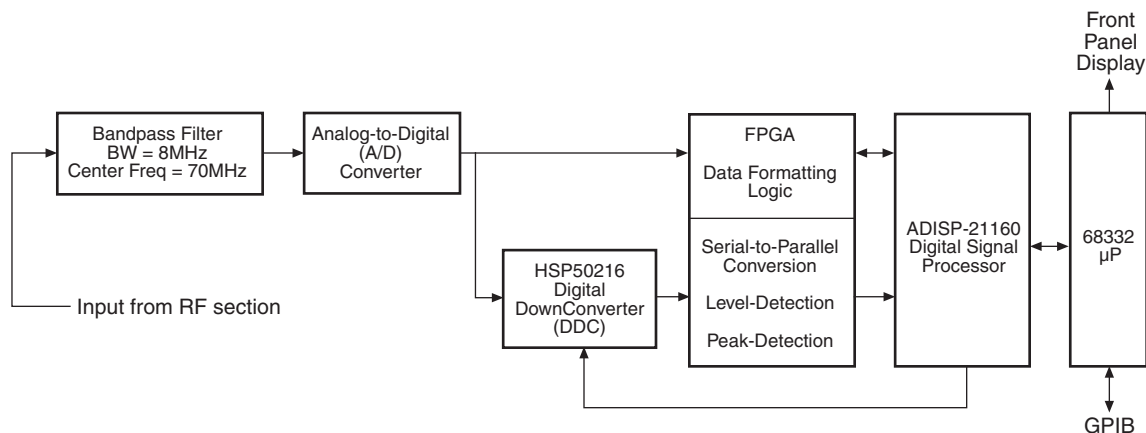 Front
Panel
Display
Bandpass Filter
BW = 8MHz
Center Freq = 70MHz
Analog-to-Digital
(A/D)
Converter
FPGA
Data Formatting
Logic
Serial-to-Parallel
Conversion
Level-Detection
Peak-Detection
HSP50216
Digital
DownConverter
(DDC)
ADISP-21160
Digital Signal
Processor
68332
µP
Input from RF section
GPIB